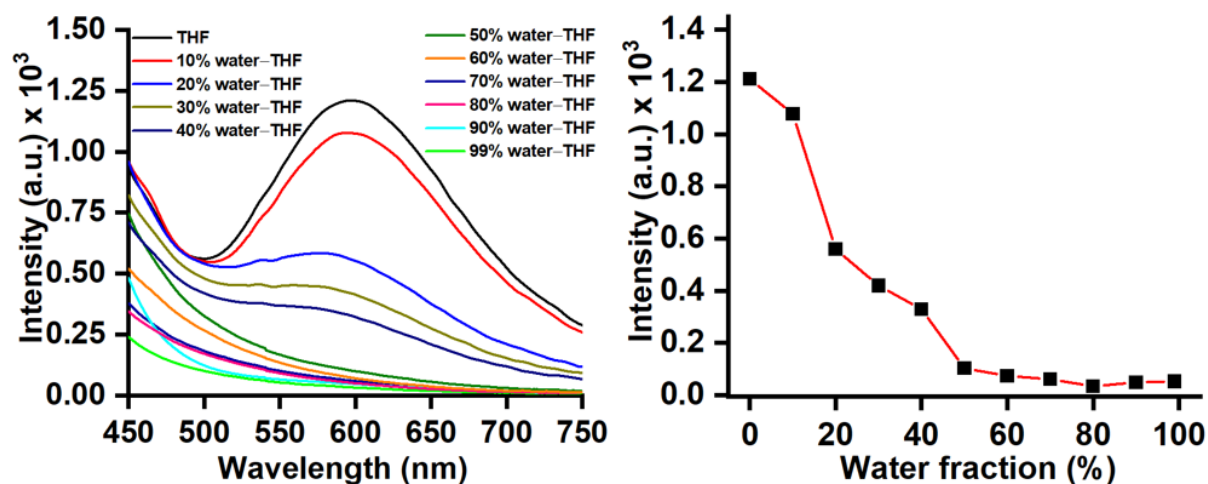 1.50
1.25
1.00
0.75
0.50
0.25
0.00
Intensity (a.u.) x 10³
THF
10% water–THF
20% water–THF
30% water–THF
40% water–THF
50% water–THF
60% water–THF
70% water–THF
80% water–THF
90% water–THF
99% water–THF
450 500 550 600 650 700 750
Wavelength (nm)
1.4
1.2
1.0
0.8
0.6
0.4
0.2
0.0
Intensity (a.u.) x 10³
0 20 40 60 80 100
Water fraction (%)